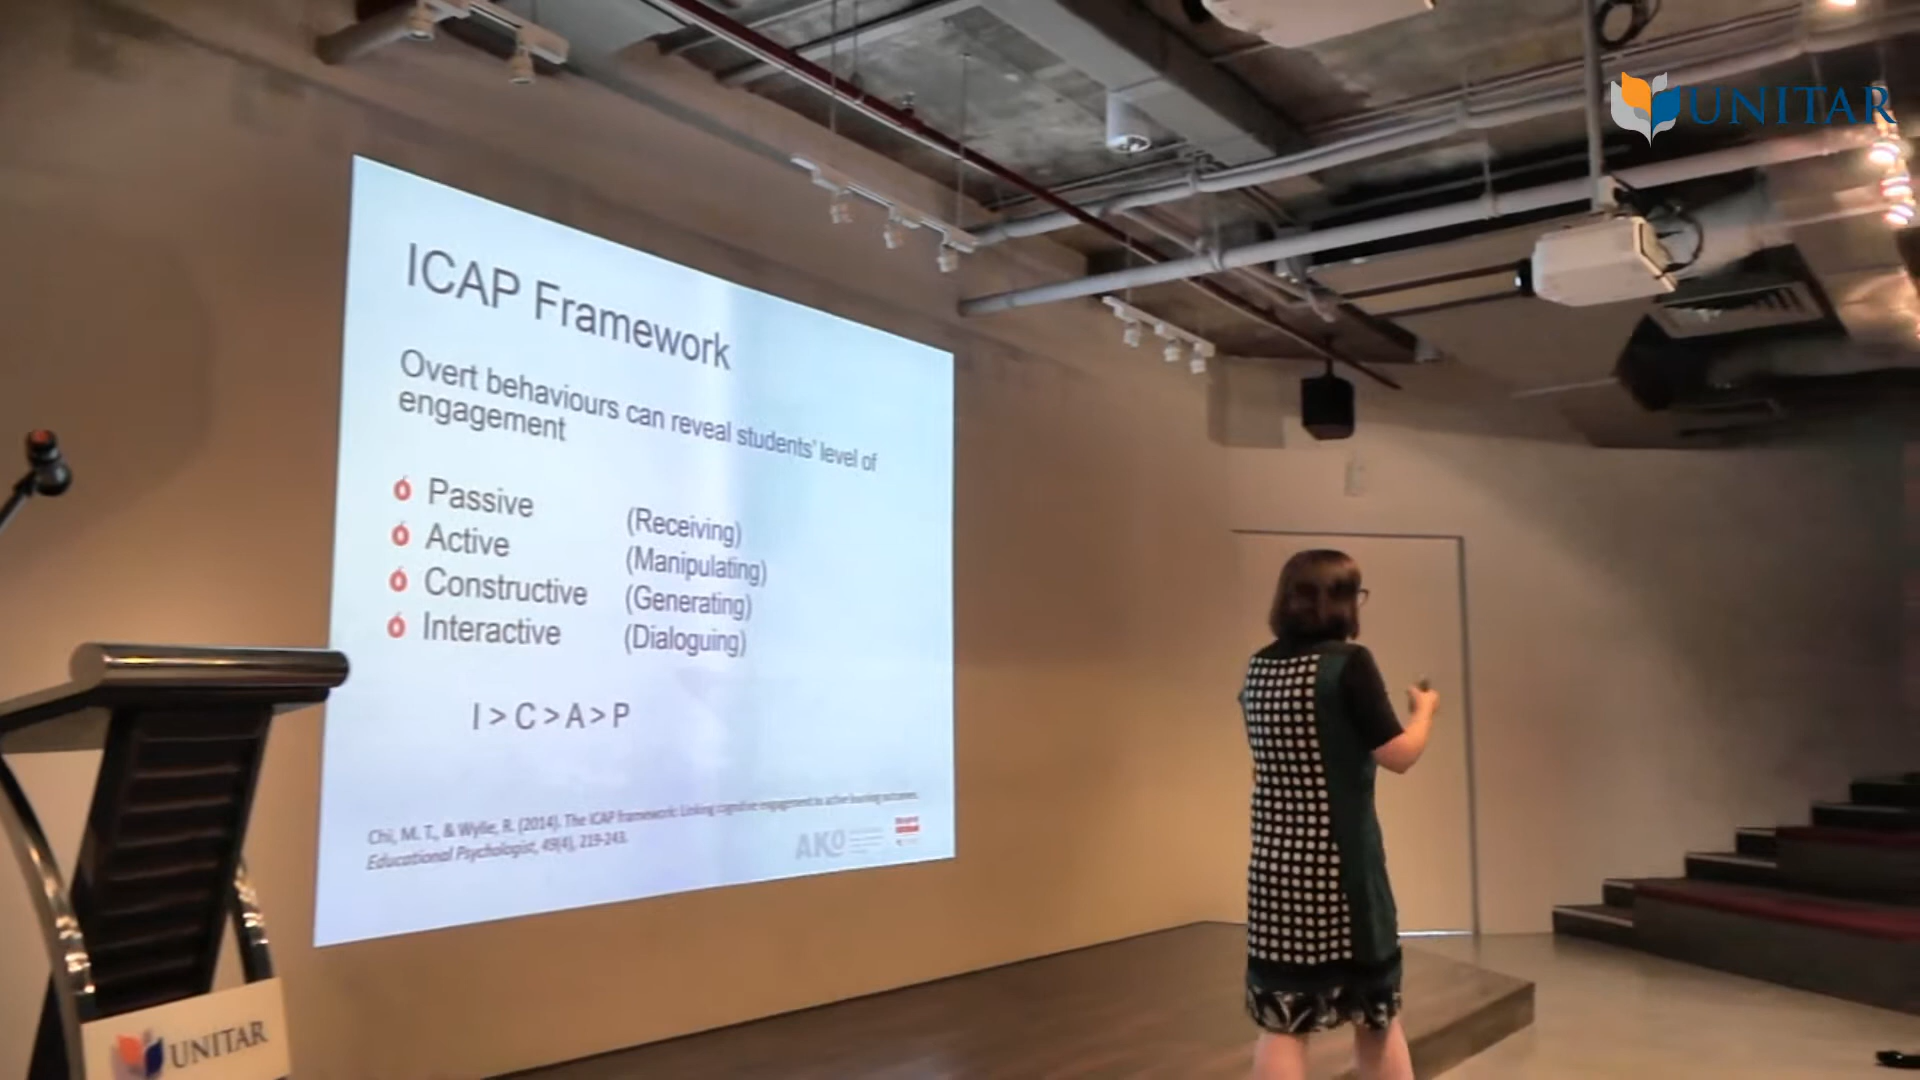 UNITAR
ICAP Framework
Overt behaviours can reveal students' level of
engagement
Passive (Receiving)
Active (Manipulating)
Constructive (Generating)
Interactive (Dialoguing)
I > C > A > P
Chi, M. T., & Wylie, R. (2014). The ICAP framework: Linking cognitive engagement to active learning outcomes.
Educational Psychologist, 49(4), 219-243.
AKO
UNITAR